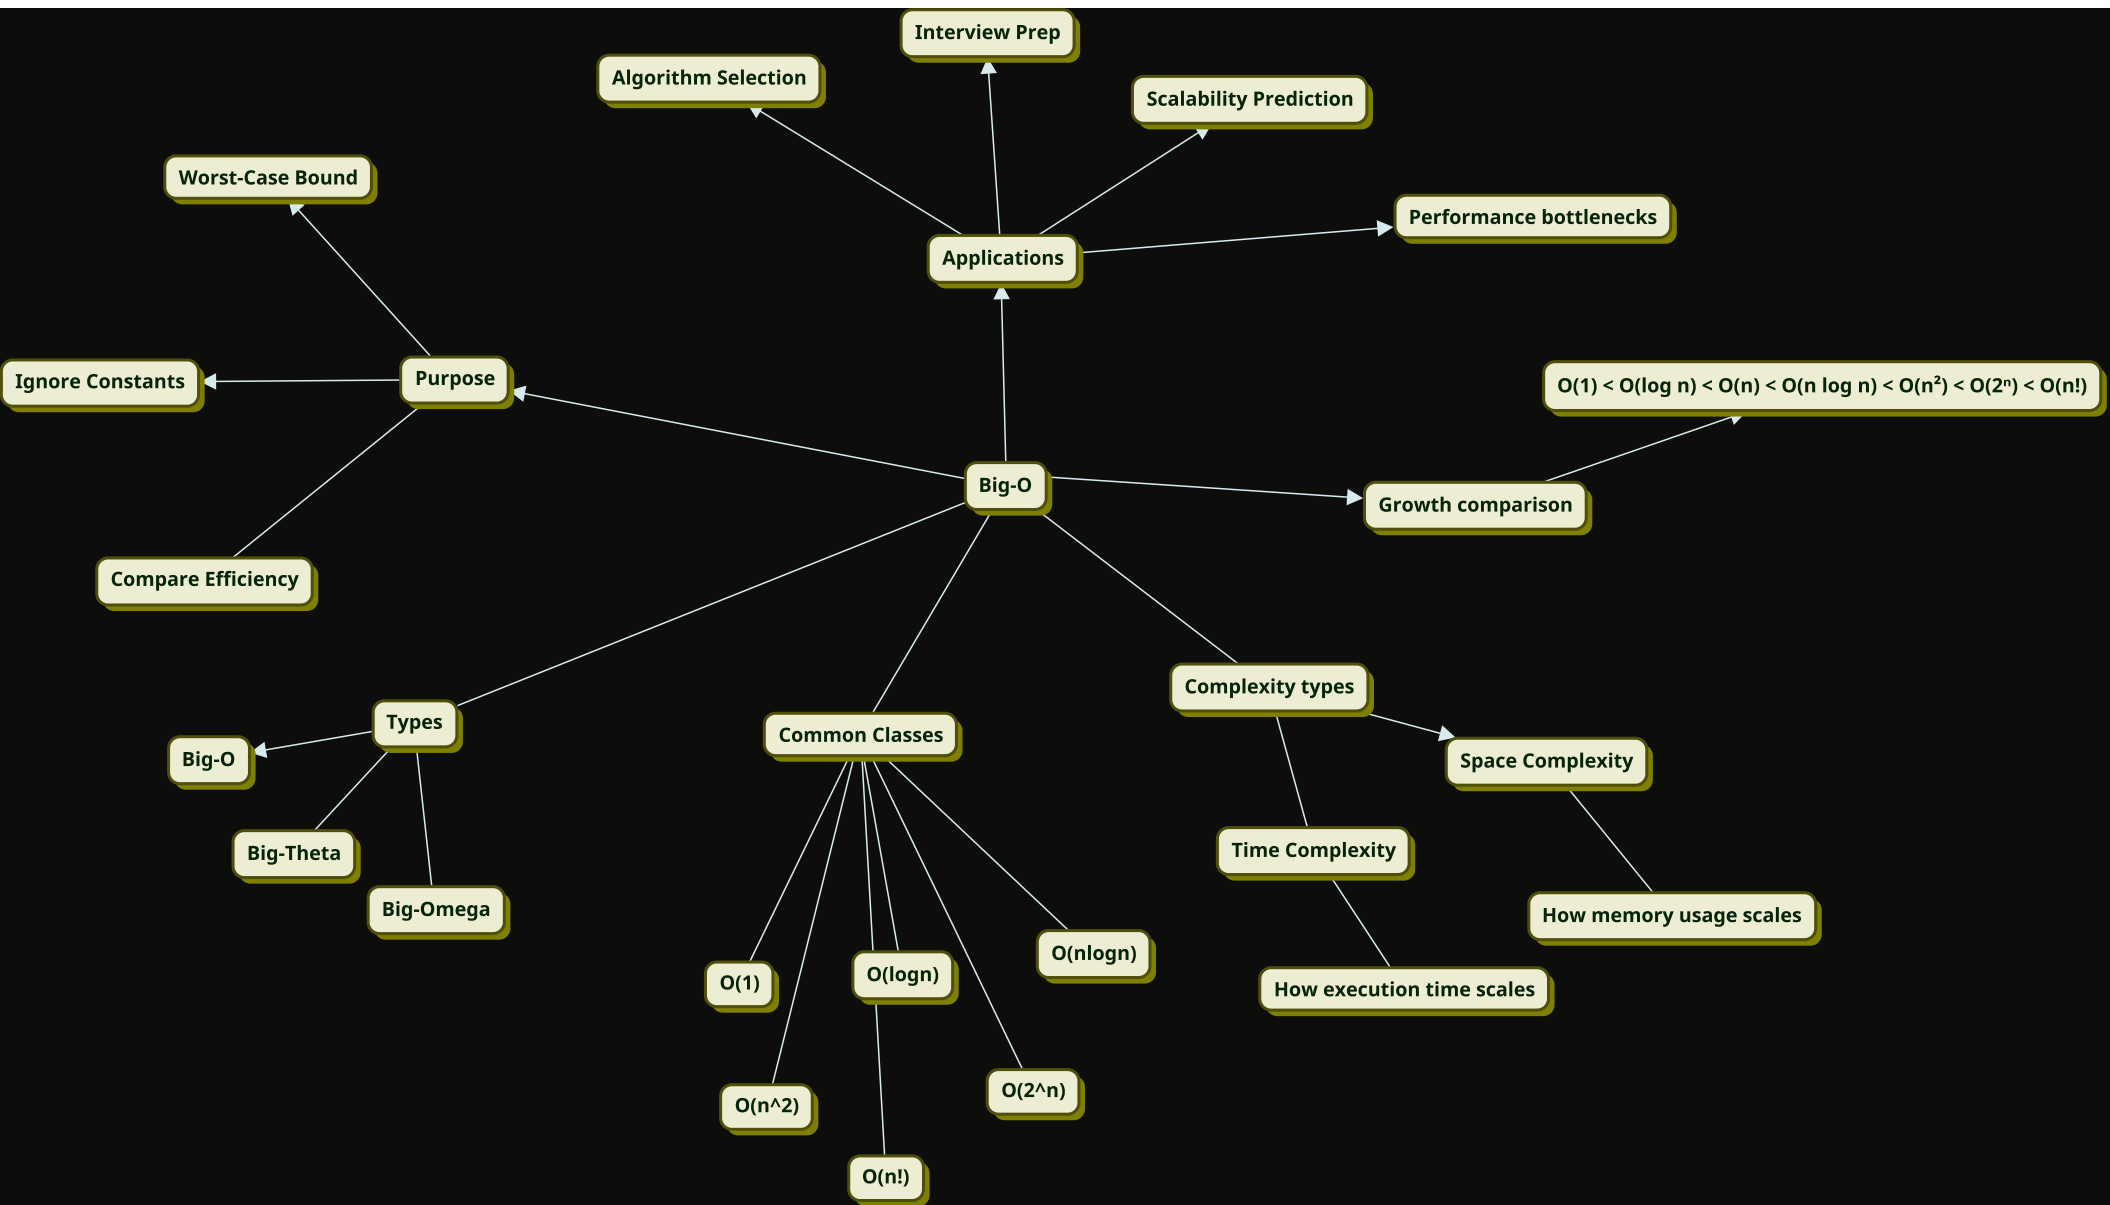 Interview Prep
Algorithm Selection
Scalability Prediction
Worst-Case Bound
Performance bottlenecks
Applications
Ignore Constants
Purpose
O(1) < O(log n) < O(n) < O(n log n) < O(n²) < O(2ⁿ) < O(n!)
Big-O
Growth comparison
Compare Efficiency
Complexity types
Types
Common Classes
Big-O
Space Complexity
Big-Theta
Time Complexity
Big-Omega
How memory usage scales
O(nlogn)
O(1)
O(logn)
How execution time scales
O(n^2)
O(2^n)
O(n!)